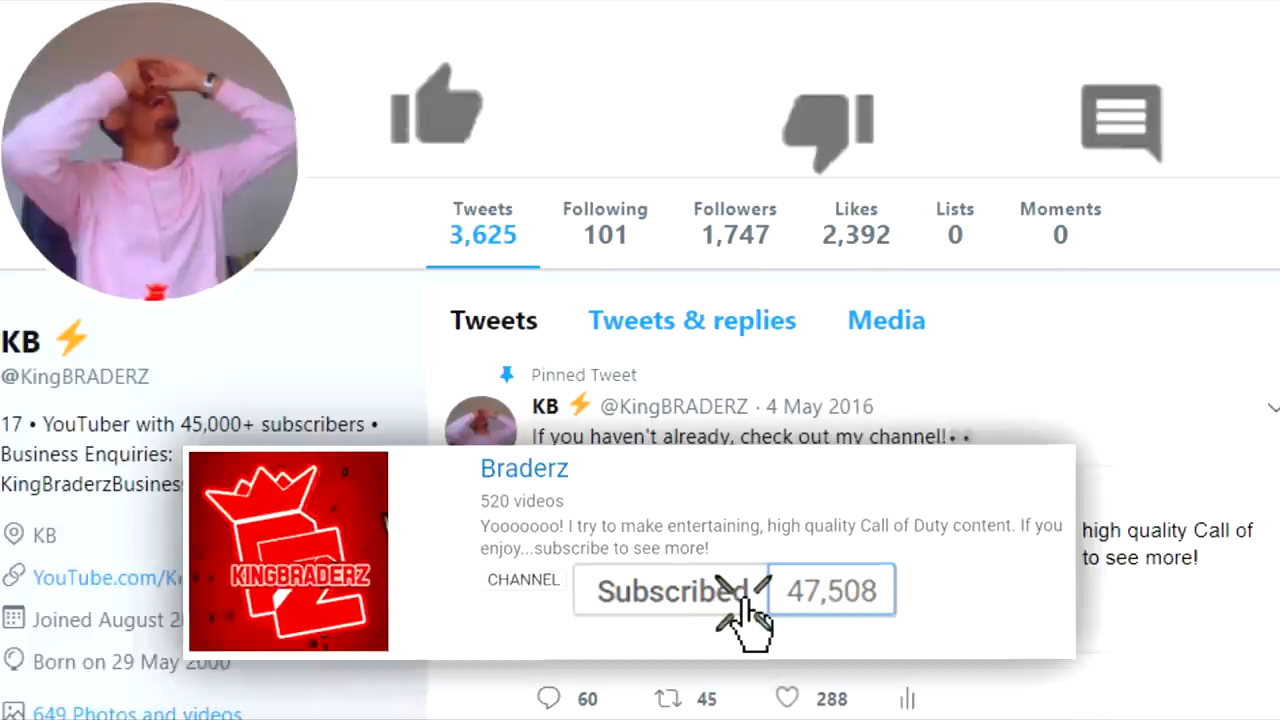 Tweets Following Followers Likes Lists Moments
3,625 101 1,747 2,392 0 0
KB ⚡
@KingBRADERZ
17 • YouTuber with 45,000+ subscribers •
Business Enquiries:
KingBraderzBusines
KB
YouTube.com/K
Joined August 2
Born on 29 May 2000
649 Photos and videos
Tweets Tweets & replies Media
Pinned Tweet
KB ⚡ @KingBRADERZ · 4 May 2016
If you haven't already, check out my channel!
high quality Call of
to see more!
KINGBRADERZ
Braderz
520 videos
Yooooooo! I try to make entertaining, high quality Call of Duty content. If you
enjoy...subscribe to see more!
CHANNEL Subscribed 47,508
60 45 288